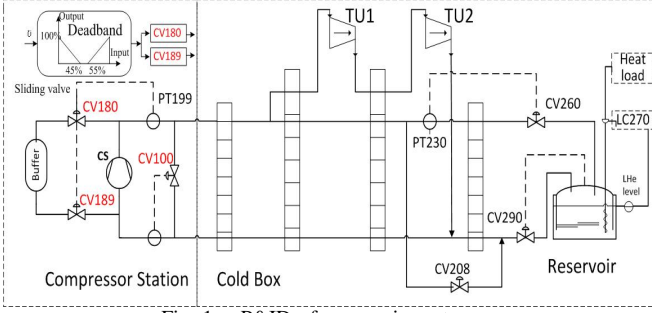 Output
Deadband
100%
Input
45% 55%
CV180
CV189
Sliding valve
TU1
TU2
Heat
load
CV180
PT199
CV260
LC270
PT230
Buffer
CS
CV100
LHe
level
CV189
CV290
CV208
Reservoir
Compressor Station
Cold Box